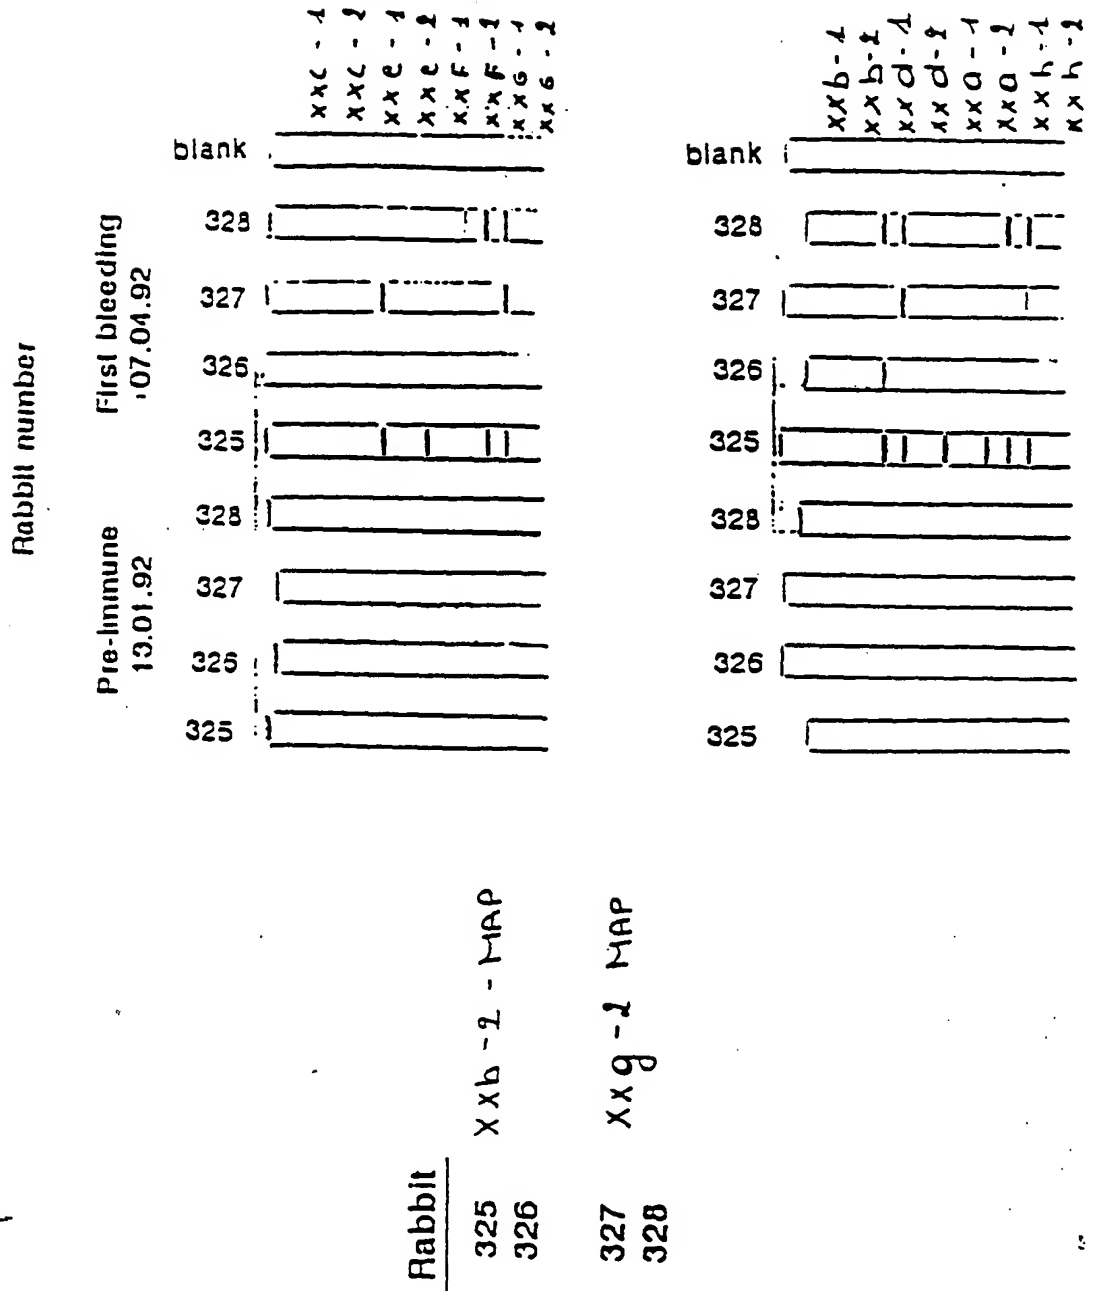 Rabbit number
First bleeding
07.04.92
Pre-Immune
13.01.92
blank
328
327
326
325
328
327
326
325
xxc - 1
xxc - 2
xxe - 1
xxe - 2
xxF - 1
xxF - 2
xxG - 1
xxG - 2
blank
328
327
326
325
328
327
326
325
xxb - 1
xxb - 2
xxd - 1
xxd - 2
xxa - 1
xxa - 2
xxh - 1
xxh - 2
Rabbit
325 Xxb - 2 - MAP
326
327 Xxg - 2 MAP
328